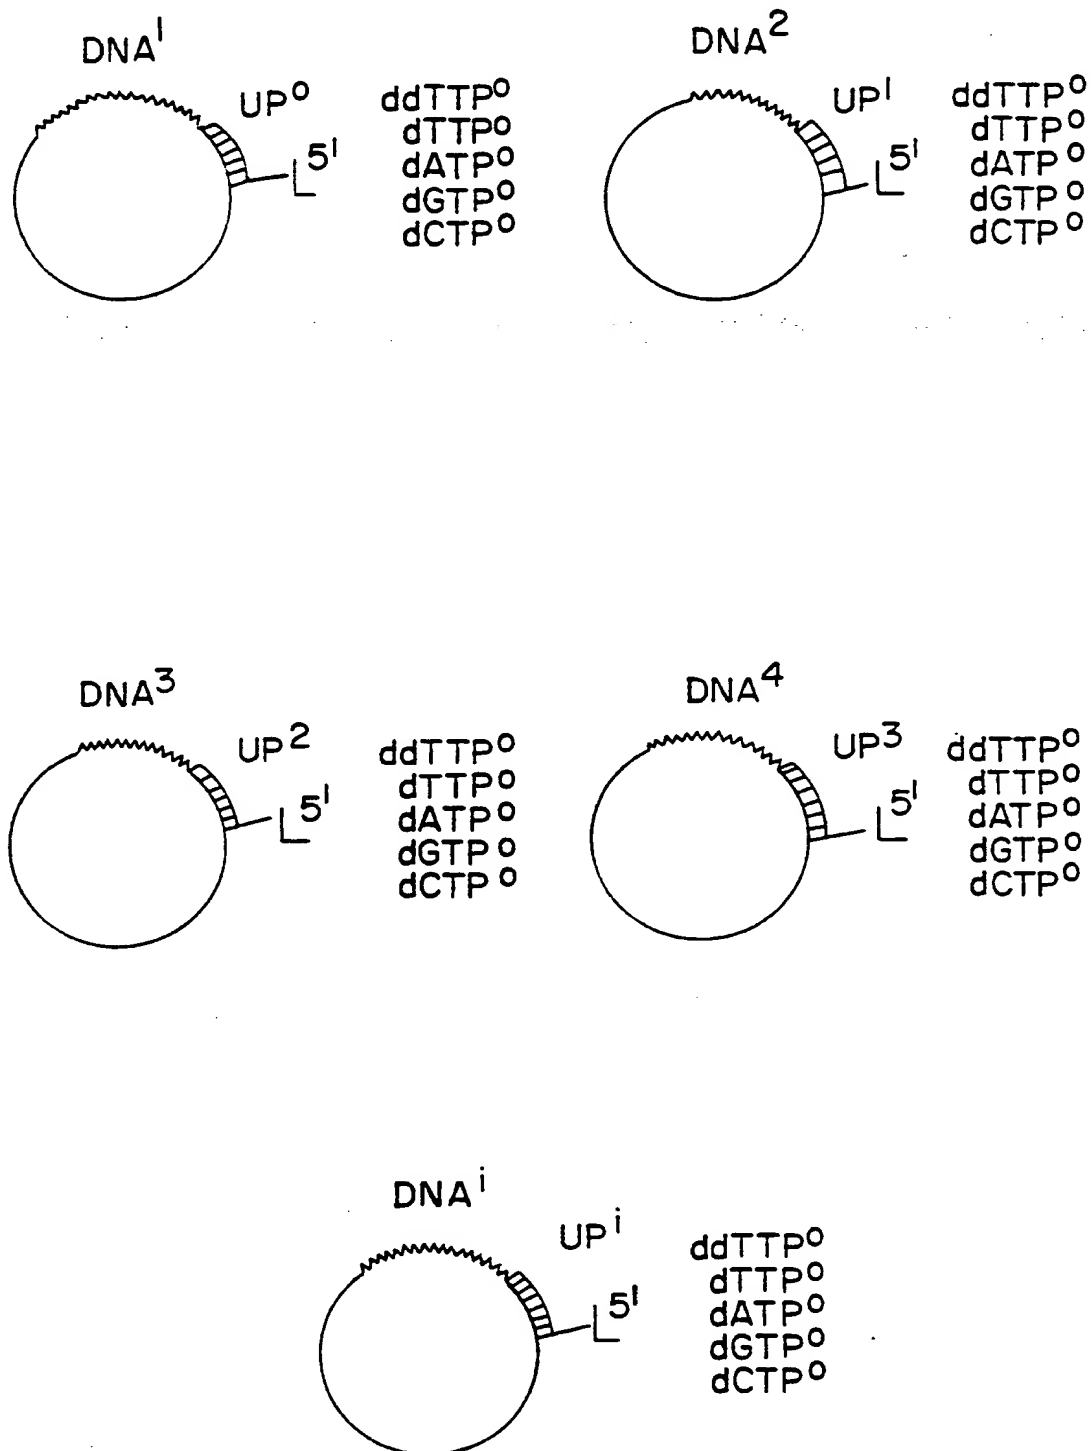 DNA¹
UP⁰
5'
L
ddTTP⁰
dTTP⁰
dATP⁰
dGTP⁰
dCTP⁰
DNA²
UP¹
5'
L
ddTTP⁰
dTTP⁰
dATP⁰
dGTP⁰
dCTP⁰
DNA³
UP²
5'
L
ddTTP⁰
dTTP⁰
dATP⁰
dGTP⁰
dCTP⁰
DNA⁴
UP³
5'
L
ddTTP⁰
dTTP⁰
dATP⁰
dGTP⁰
dCTP⁰
DNAⁱ
UPⁱ
5'
L
ddTTP⁰
dTTP⁰
dATP⁰
dGTP⁰
dCTP⁰